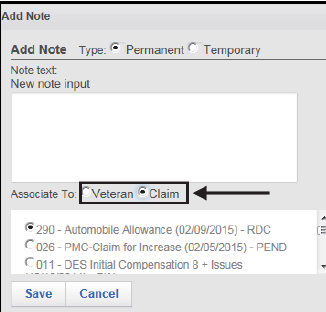 Add Note
Add Note Type: Permanent Temporary
Note text:
New note input
Associate To: Veteran Claim
290 - Automobile Allowance (02/09/2015) - RDC
026 - PMC-Claim for Increase (02/05/2015) - PEND
011 - DES Initial Compensation 8 + Issues
Save Cancel